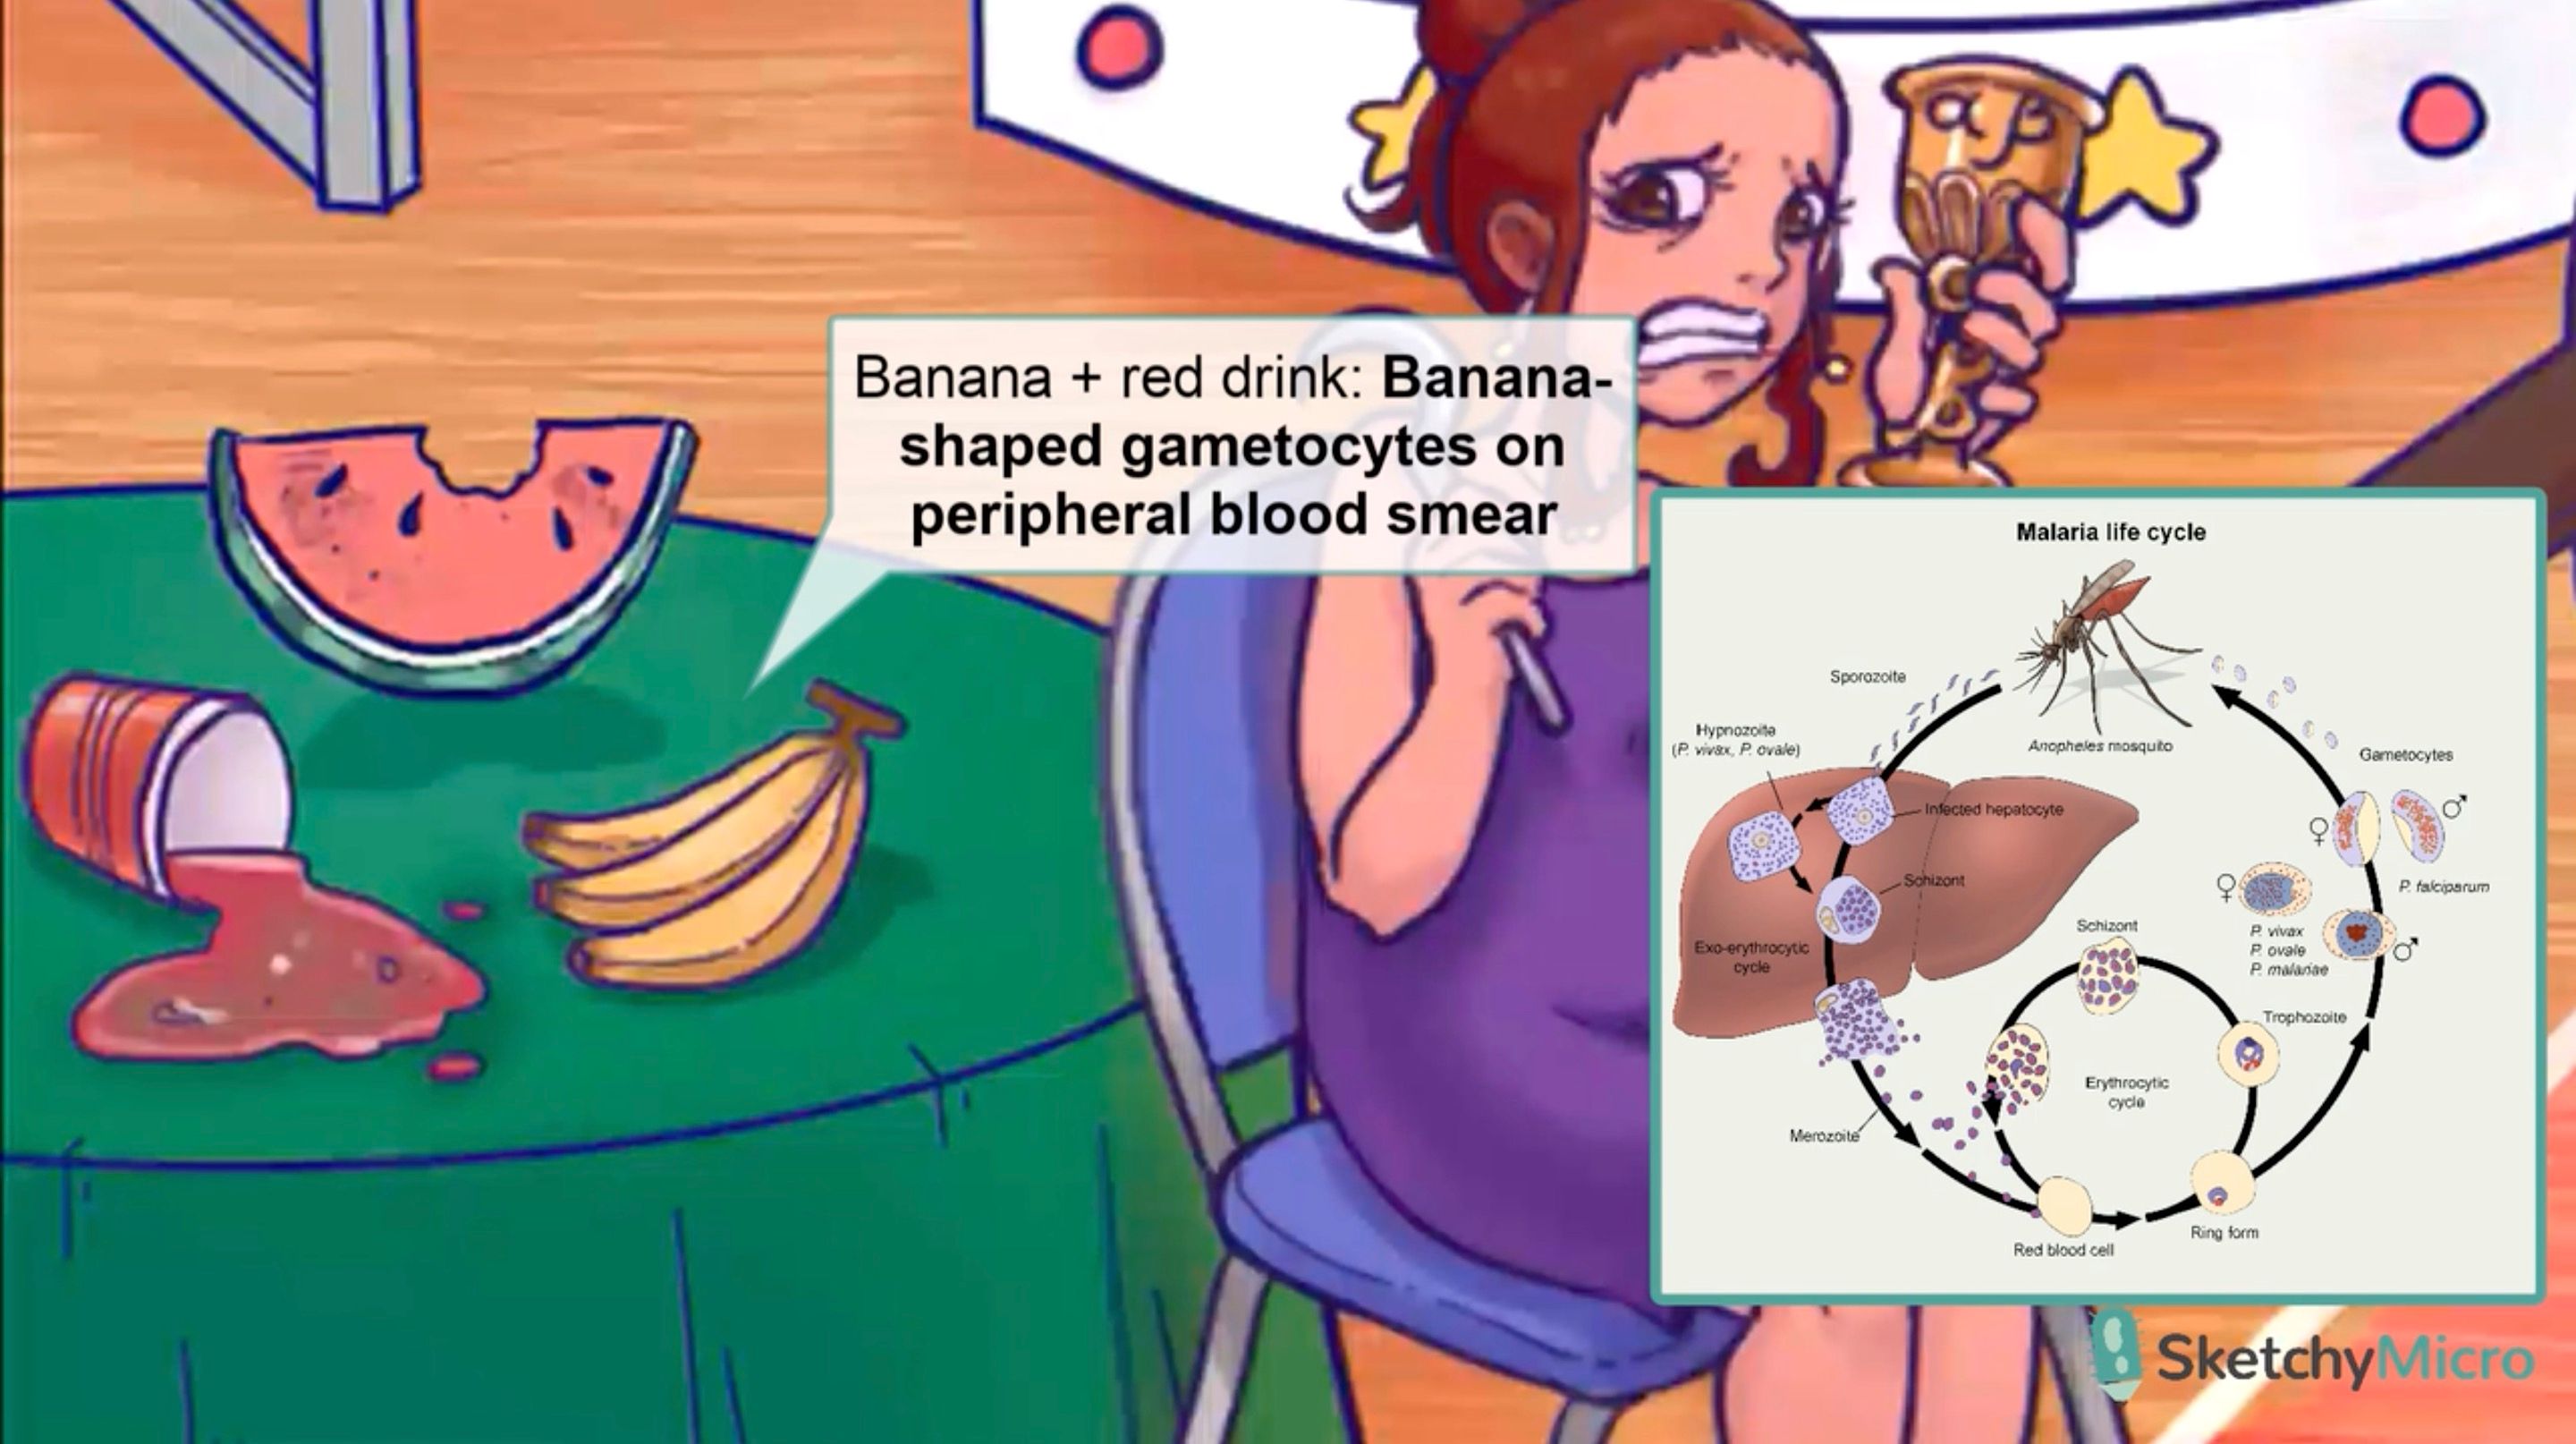 Banana + red drink: Banana-
shaped gametocytes on
peripheral blood smear
Malaria life cycle
Sporozoite
Hypnozoite
(P. vivax, P. ovale)
Anopheles mosquito
Gametocytes
Infected hepatocyte
Schizont
P. falciparum
Exo-erythrocytic
cycle
Schizont
P. vivax
P. ovale
P. malariae
Trophozoite
Erythrocytic
cycle
Merozoite
Ring form
Red blood cell
SketchyMicro